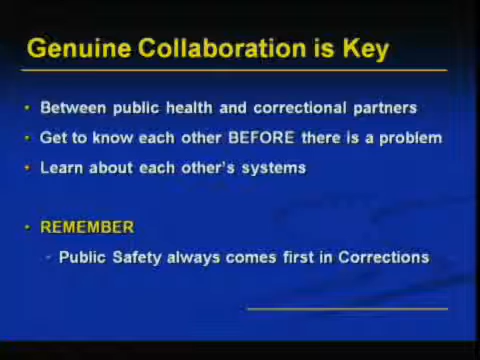 Genuine Collaboration is Key
• Between public health and correctional partners
• Get to know each other BEFORE there is a problem
• Learn about each other's systems
• REMEMBER
- Public Safety always comes first in Corrections